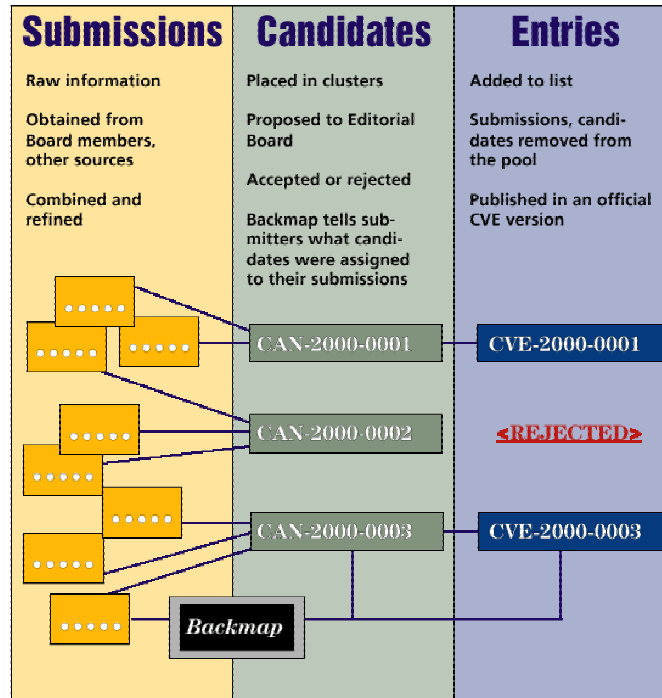 Submissions
Raw information
Obtained from
Board members,
other sources
Combined and
refined
Candidates
Placed in clusters
Proposed to Editorial
Board
Accepted or rejected
Backmap tells sub-
mitters what candi-
dates were assigned
to their submissions
Entries
Added to list
Submissions, candi-
dates removed from
the pool
Published in an official
CVE version
CAN-2000-0001
CVE-2000-0001
CAN-2000-0002
<REJECTED>
CAN-2000-0003
CVE-2000-0003
Backmap